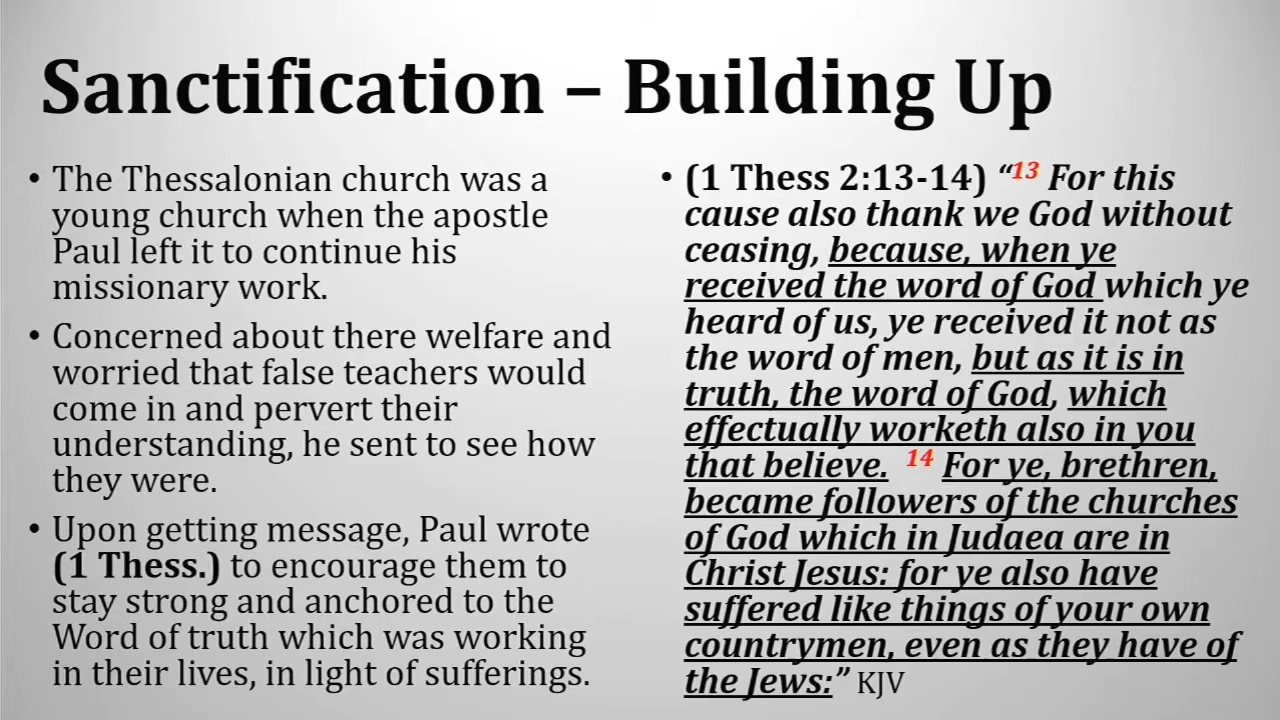 Sanctification – Building Up
• The Thessalonian church was a
young church when the apostle
Paul left it to continue his
missionary work.
• Concerned about there welfare and
worried that false teachers would
come in and pervert their
understanding, he sent to see how
they were.
• Upon getting message, Paul wrote
(1 Thess.) to encourage them to
stay strong and anchored to the
Word of truth which was working
in their lives, in light of sufferings.
• (1 Thess 2:13-14) “13 For this
cause also thank we God without
ceasing, because, when ye
received the word of God which ye
heard of us, ye received it not as
the word of men, but as it is in
truth, the word of God, which
effectually worketh also in you
that believe. 14 For ye, brethren,
became followers of the churches
of God which in Judaea are in
Christ Jesus: for ye also have
suffered like things of your own
countrymen, even as they have of
the Jews:” KJV